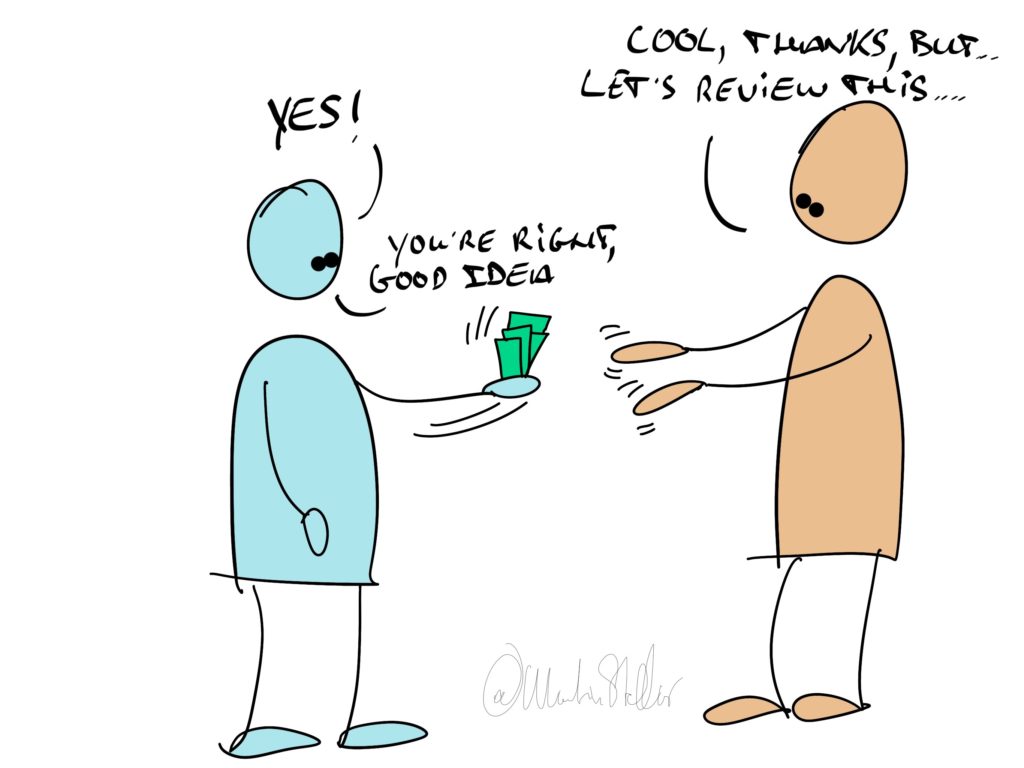 YES!
YOU'RE RIGHT,
GOOD IDEA
COOL, THANKS, BUT...
LET'S REVIEW THIS....